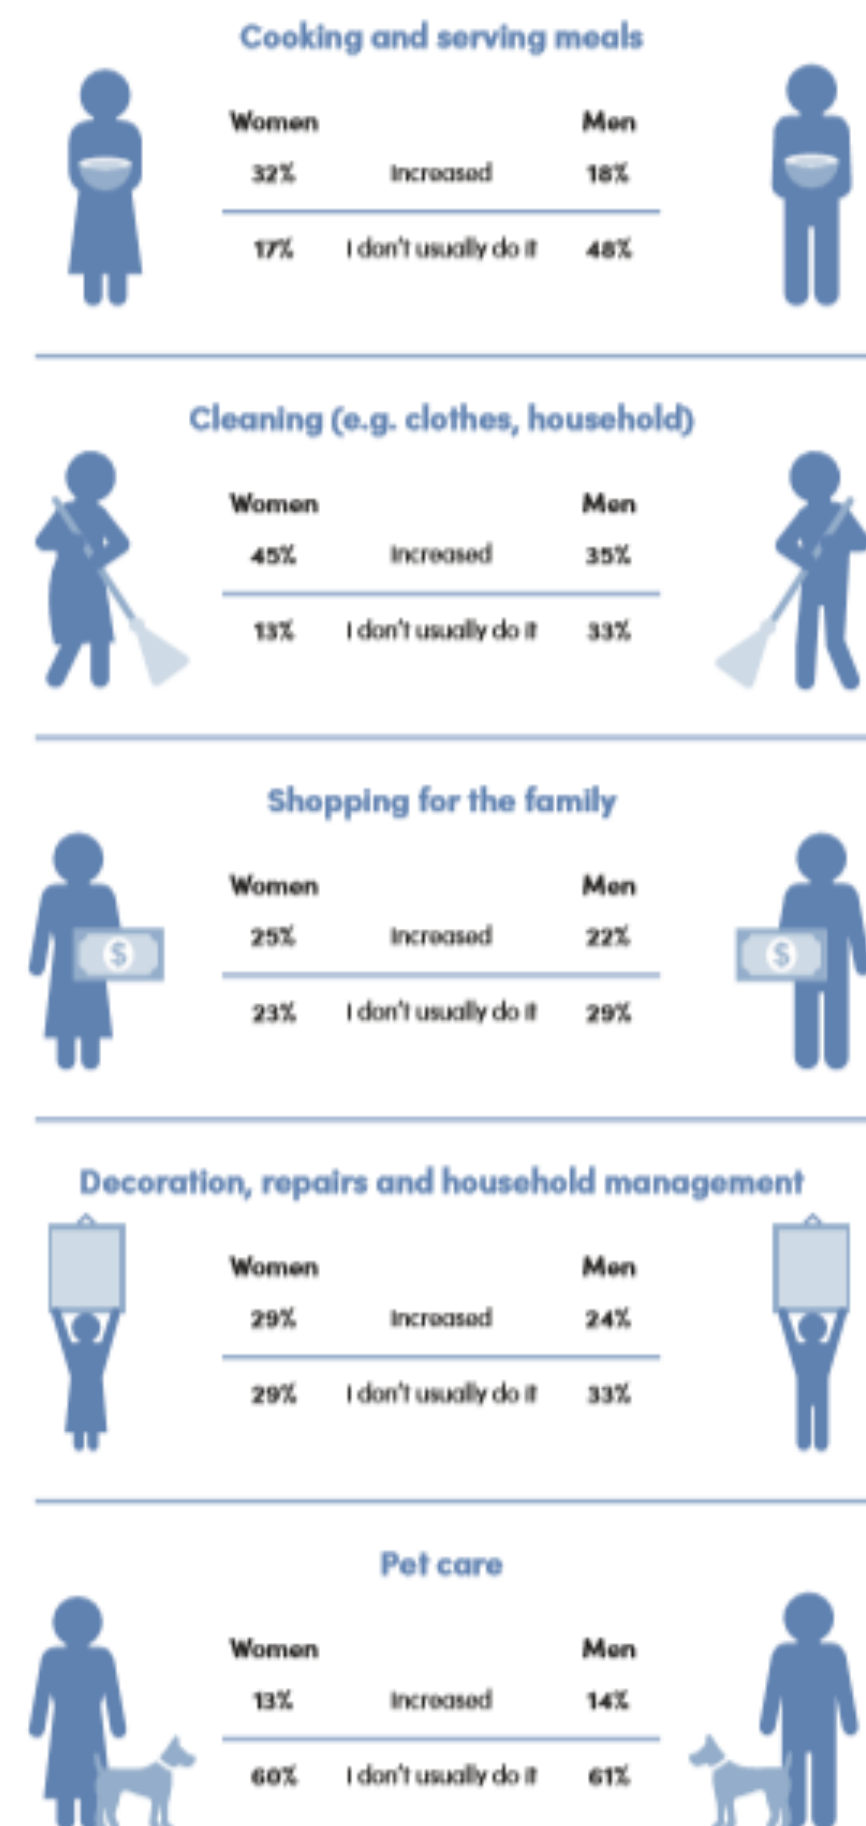 Cooking and serving meals
Women Men
32% Increased 18%
17% I don't usually do it 48%
Cleaning (e.g. clothes, household)
Women Men
45% Increased 35%
13% I don't usually do it 33%
Shopping for the family
Women Men
25% Increased 22%
$ $
23% I don't usually do it 29%
Decoration, repairs and household management
Women Men
29% Increased 24%
29% I don't usually do it 33%
Pet care
Women Men
13% Increased 14%
60% I don't usually do it 61%